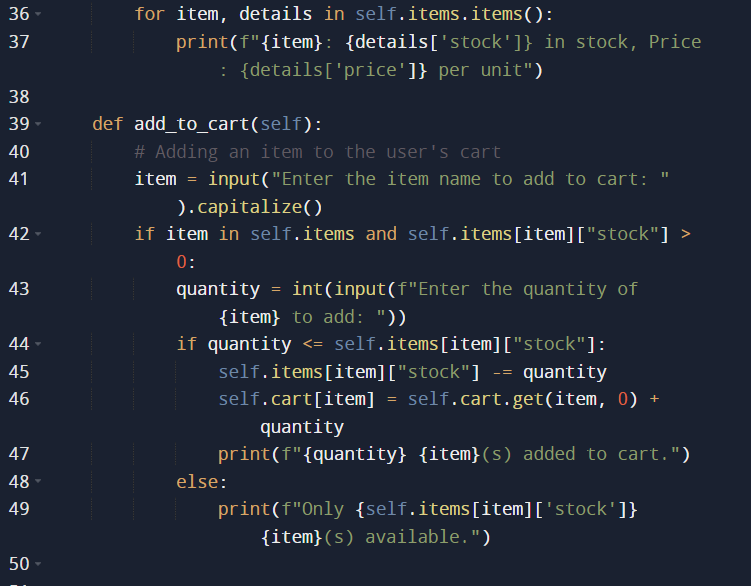 36 for item, details in self.items.items():
37 print(f"{item}: {details['stock']} in stock, Price
: {details['price']} per unit")
38
39 def add_to_cart(self):
40 # Adding an item to the user's cart
41 item = input("Enter the item name to add to cart: "
).capitalize()
42 if item in self.items and self.items[item]["stock"] >
0:
43 quantity = int(input(f"Enter the quantity of
{item} to add: "))
44 if quantity <= self.items[item]["stock"]:
45 self.items[item]["stock"] -= quantity
46 self.cart[item] = self.cart.get(item, 0) +
quantity
47 print(f"{quantity} {item}(s) added to cart.")
48 else:
49 print(f"Only {self.items[item]['stock']}
{item}(s) available.")
50